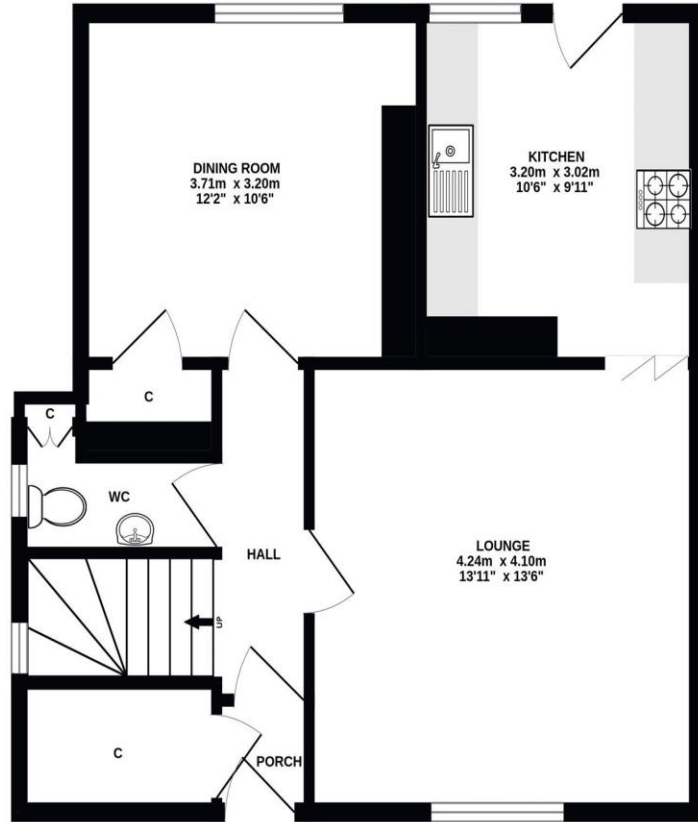 DINING ROOM
3.71m x 3.20m
12'2" x 10'6"
KITCHEN
3.20m x 3.02m
10'6" x 9'11"
C
C
WC
HALL
LOUNGE
4.24m x 4.10m
13'11" x 13'6"
UP
C
PORCH